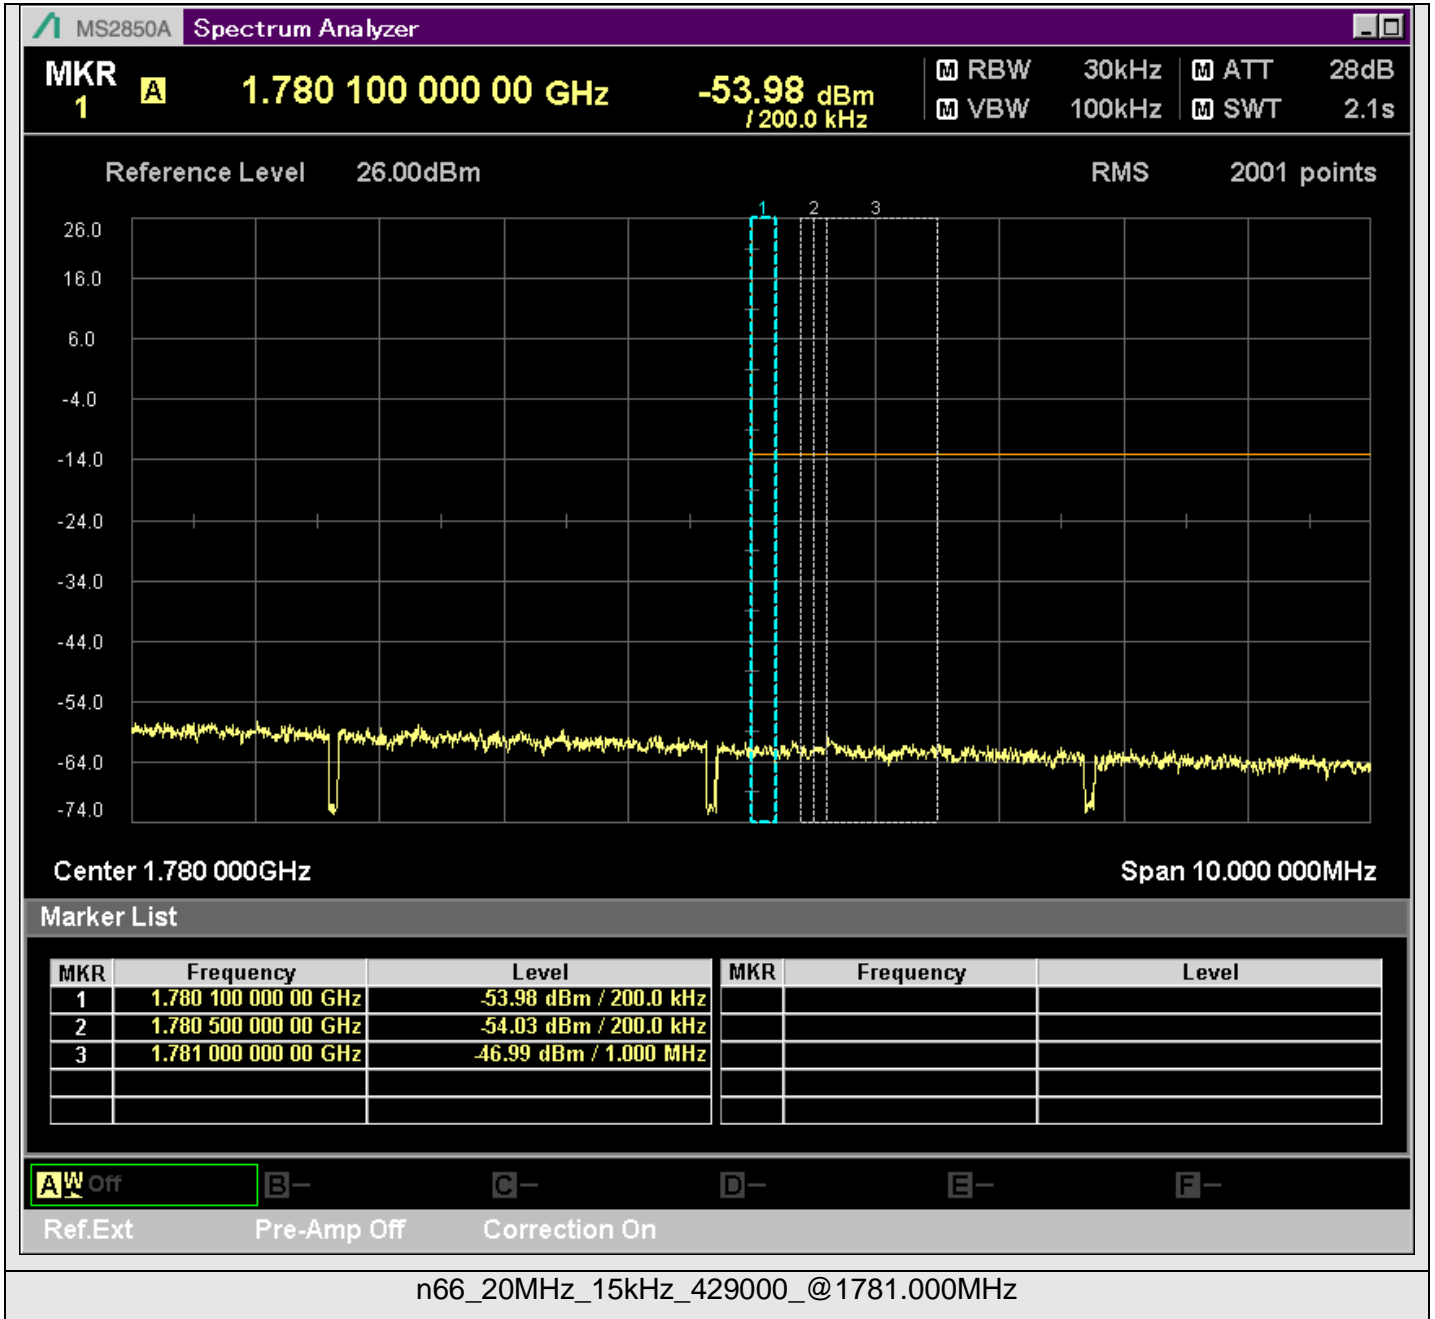 MS2850A Spectrum Analyzer
MKR 1 A 1.780 100 000 00 GHz -53.98 dBm / 200.0 kHz
M RBW 30kHz M ATT 28dB
M VBW 100kHz M SWT 2.1s
Reference Level 26.00dBm RMS 2001 points
1 2 3
26.0
16.0
6.0
-4.0
-14.0
-24.0
-34.0
-44.0
-54.0
-64.0
-74.0
Center 1.780 000GHz Span 10.000 000MHz
Marker List
MKR Frequency Level MKR Frequency Level
1 1.780 100 000 00 GHz -53.98 dBm / 200.0 kHz
2 1.780 500 000 00 GHz -54.03 dBm / 200.0 kHz
3 1.781 000 000 00 GHz -46.99 dBm / 1.000 MHz
A W Off B - C - D - E - F -
Ref.Ext Pre-Amp Off Correction On
n66_20MHz_15kHz_429000_@1781.000MHz